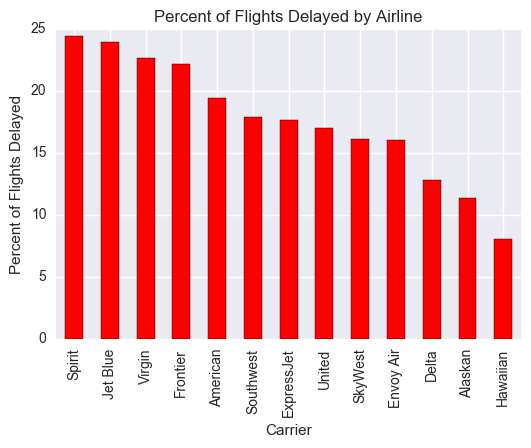 Percent of Flights Delayed by Airline
Percent of Flights Delayed
25
20
15
10
5
0
Spirit
Jet Blue
Virgin
Frontier
American
Southwest
ExpressJet
United
SkyWest
Envoy Air
Delta
Alaskan
Hawaiian
Carrier